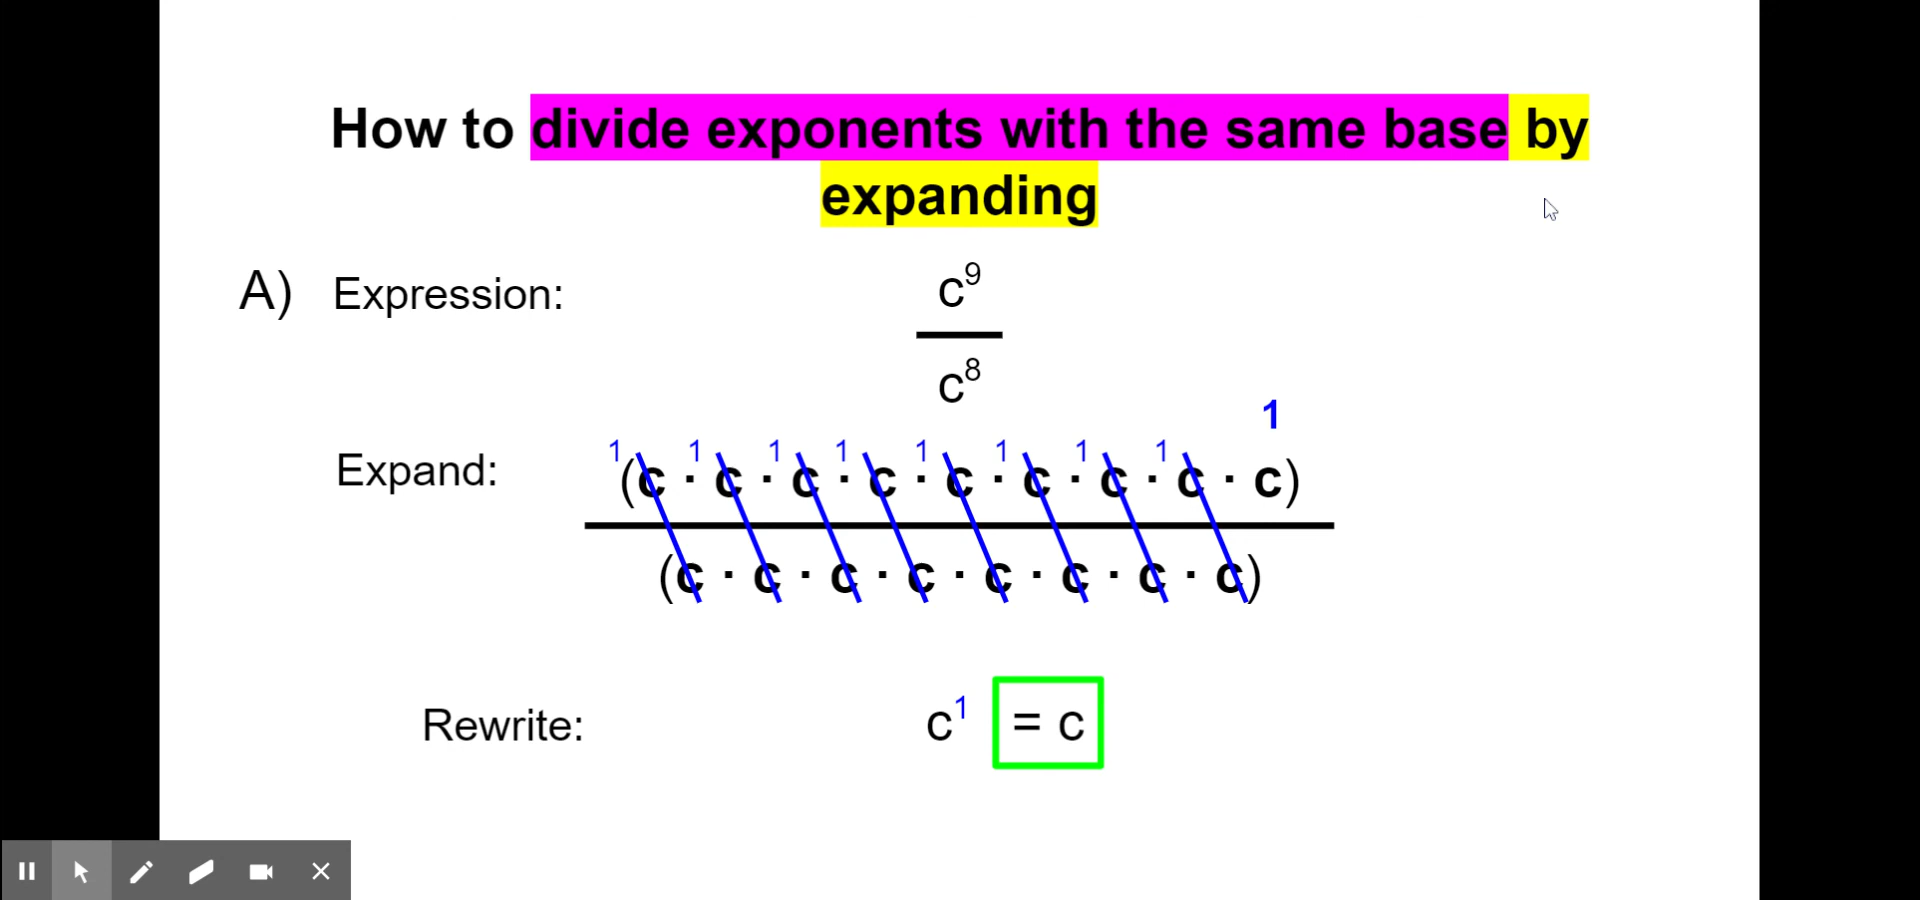 How to divide exponents with the same base by
expanding
A) Expression:
c⁹
c⁸
1
1 1 1 1 1 1 1 1
Expand:
(c · c · c · c · c · c · c · c · c)
(c · c · c · c · c · c · c · c)
Rewrite: c¹ = c